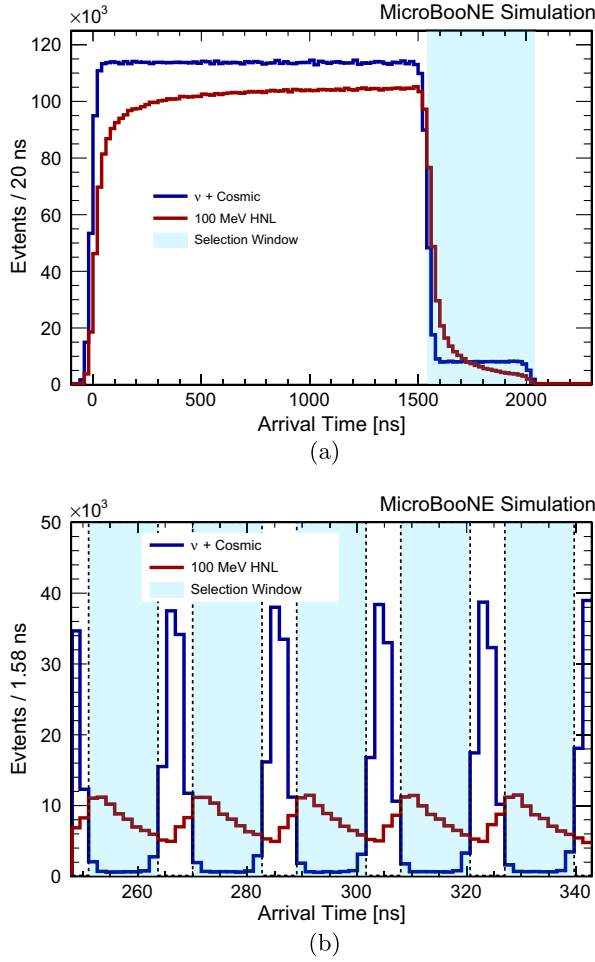 ×10³
MicroBooNE Simulation
120
100
80
60
40
20
0
Evtents / 20 ns
ν + Cosmic
100 MeV HNL
Selection Window
0
500
1000
1500
2000
Arrival Time [ns]
(a)
×10³
MicroBooNE Simulation
50
40
30
20
10
0
Evtents / 1.58 ns
ν + Cosmic
100 MeV HNL
Selection Window
260
280
300
320
340
Arrival Time [ns]
(b)